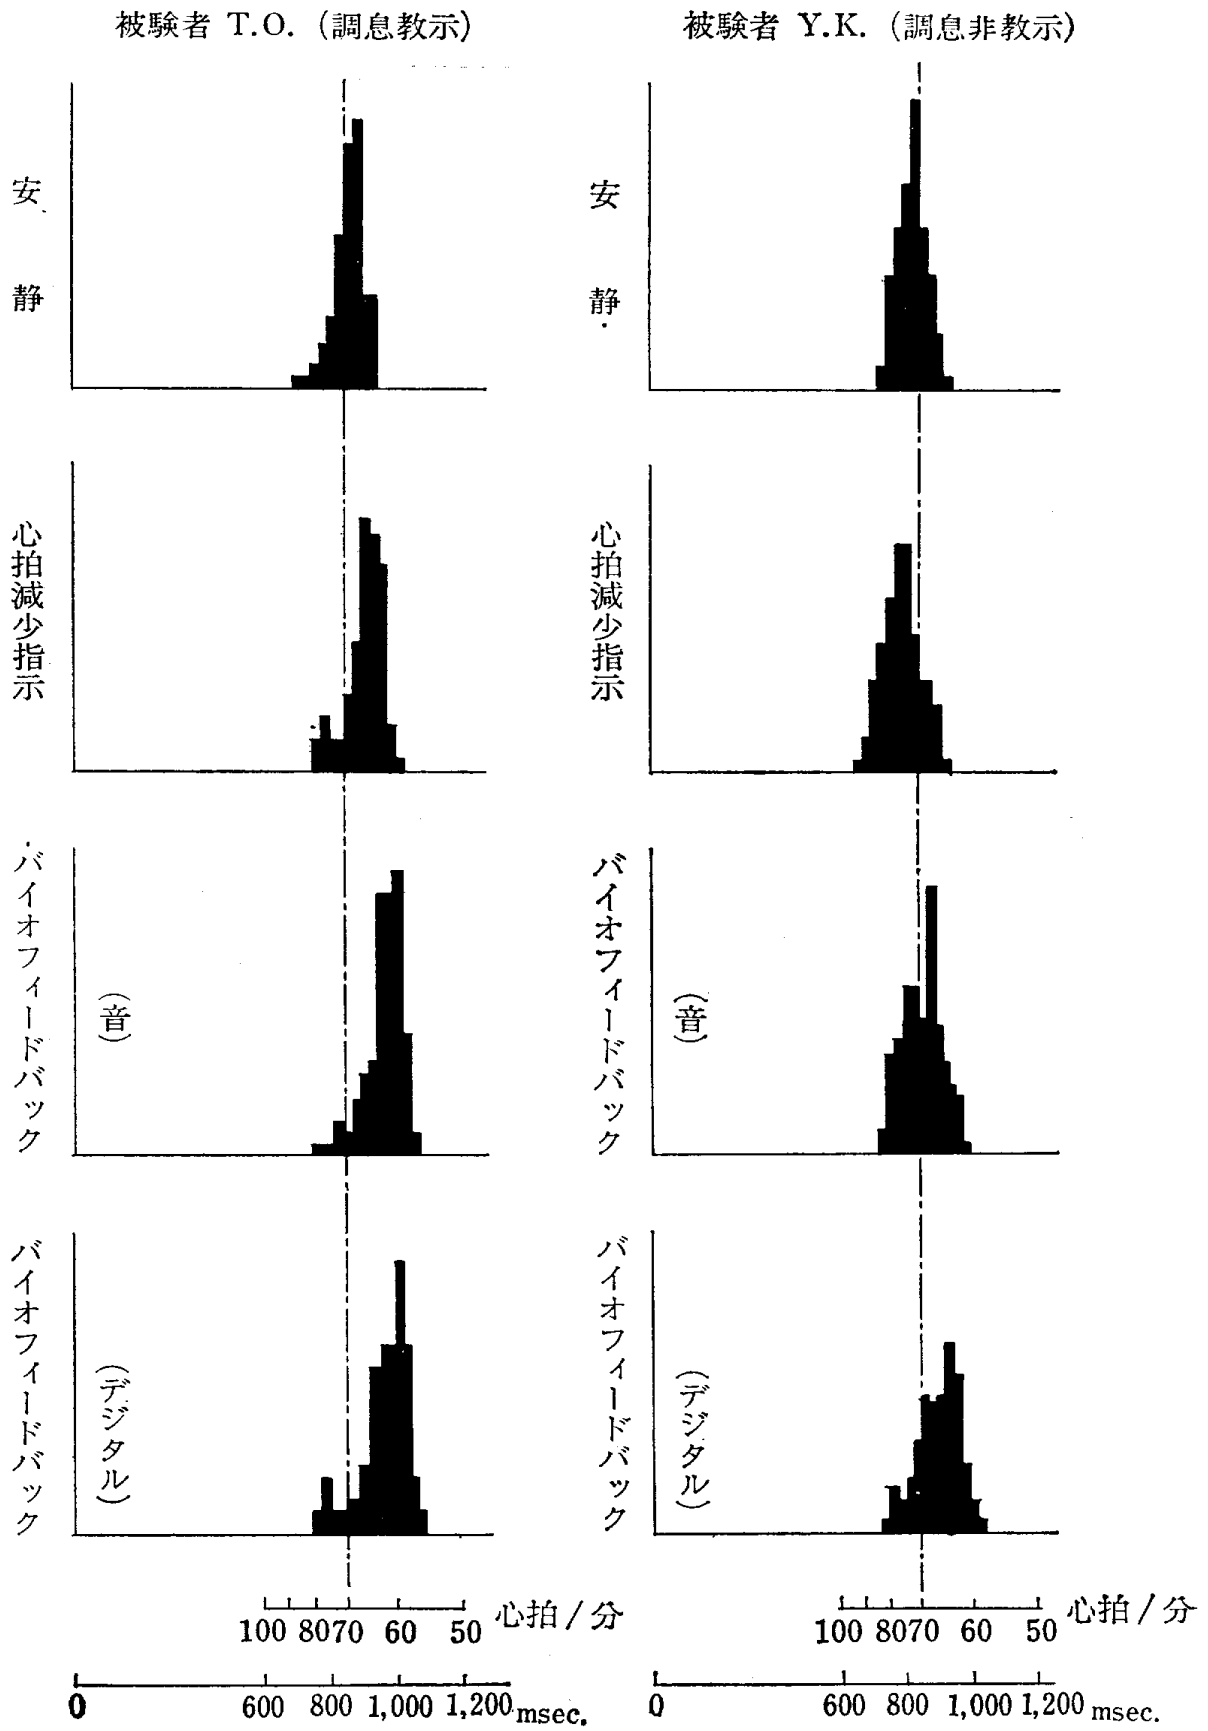 被験者 T.O. (調息教示)
被験者 Y.K. (調息非教示)
安静
安静
心拍減少指示
心拍減少指示
バイオフィードバック
(音)
バイオフィードバック
(音)
バイオフィードバック
(デジタル)
バイオフィードバック
(デジタル)
100 80 70 60 50 心拍/分
100 80 70 60 50 心拍/分
0 600 800 1,000 1,200 msec.
0 600 800 1,000 1,200 msec.